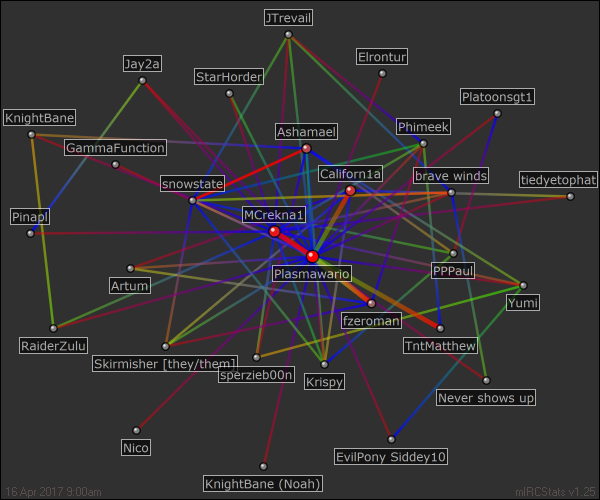 JTrevail
Elrontur
Jay2a
StarHorder
Platoonsgt1
KnightBane
Ashamael
Phimeek
GammaFunction
Californ1a
brave winds
snowstate
tiedyetophat
Pinapl
MCrekna1
Plasmawario
PPPaul
Artum
Yumi
fzeroman
RaiderZulu
TntMatthew
Skirmisher [they/them]
sperzieb00n
Krispy
Never shows up
Nico
EvilPony Siddey10
KnightBane (Noah)
16 Apr 2017 9:00am
mIRCStats v1.25